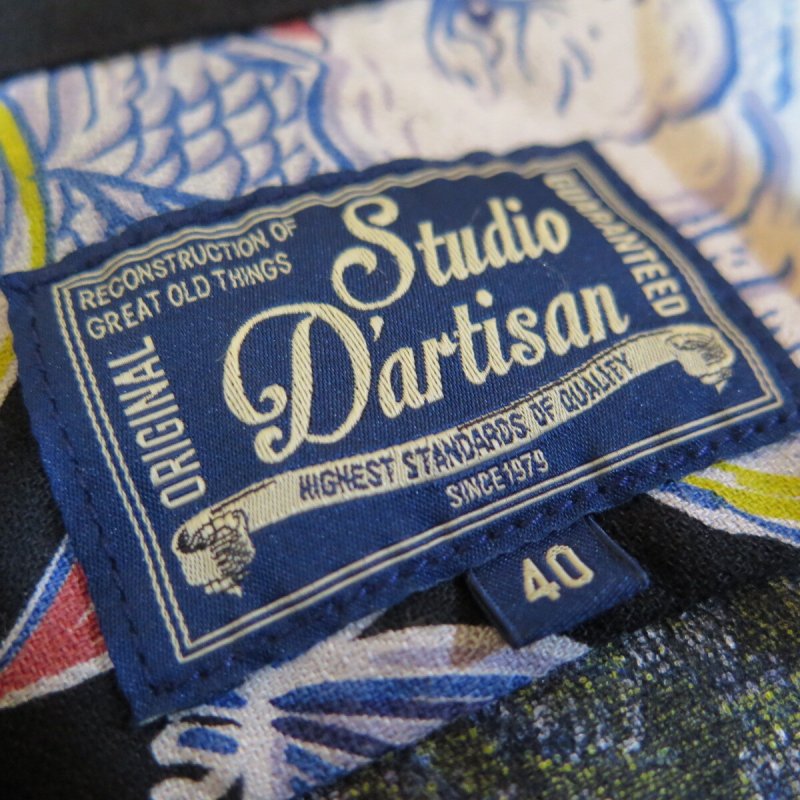 RECONSTRUCTION OF
GREAT OLD THINGS
ORIGINAL
Studio
D'artisan
GUARANTEED
HIGHEST STANDARDS OF QUALITY
SINCE 1979
40